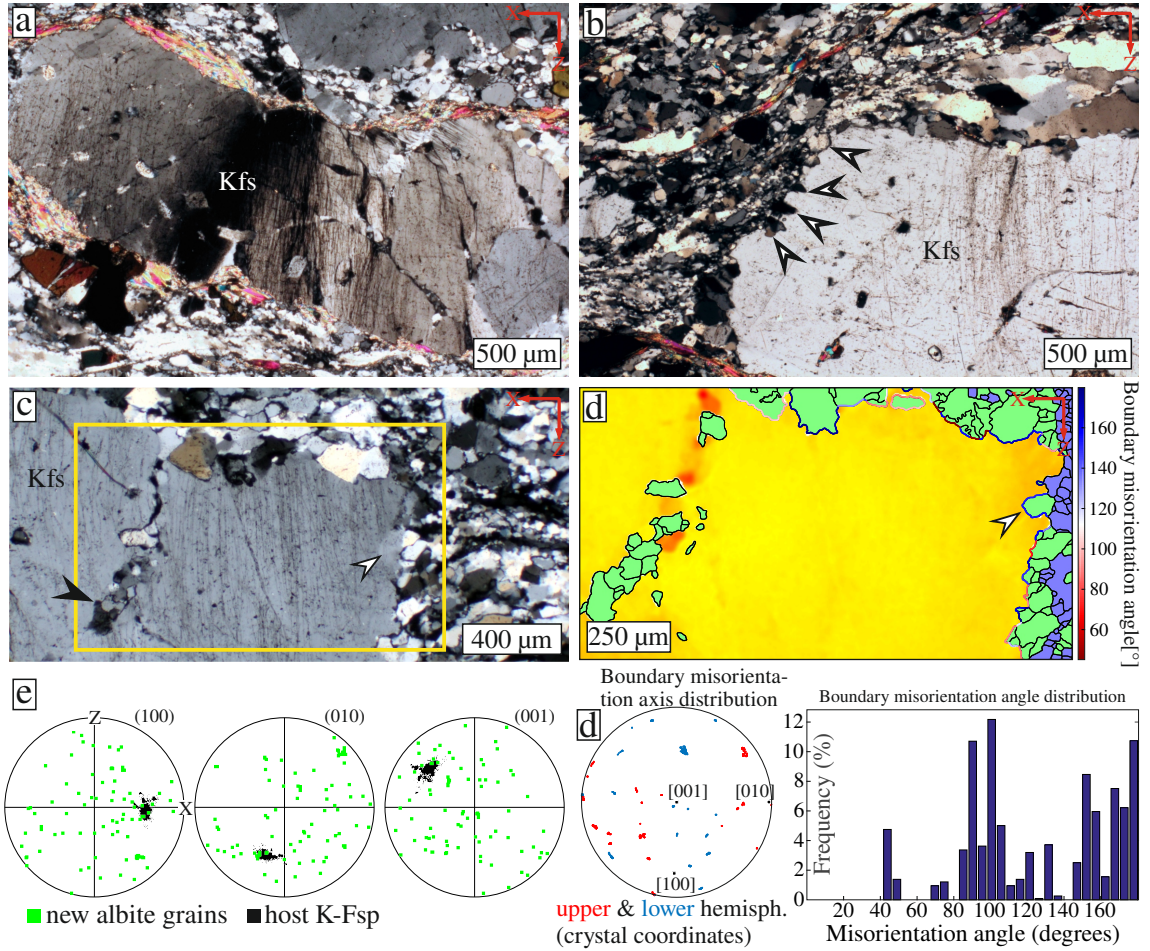 a
X
Z
Kfs
500 µm
b
X
Z
Kfs
500 µm
c
X
Z
Kfs
400 µm
d
X
Z
250 µm
Boundary misorientation angle[°]
160
140
120
100
80
60
e
Z
(100)
X
(010)
(001)
new albite grains
host K-Fsp
Boundary misorienta-
tion axis distribution
d
[001]
[010]
[100]
upper & lower hemisph.
(crystal coordinates)
Boundary misorientation angle distribution
Frequency (%)
12
10
8
6
4
2
0
20 40 60 80 100 120 140 160
Misorientation angle (degrees)